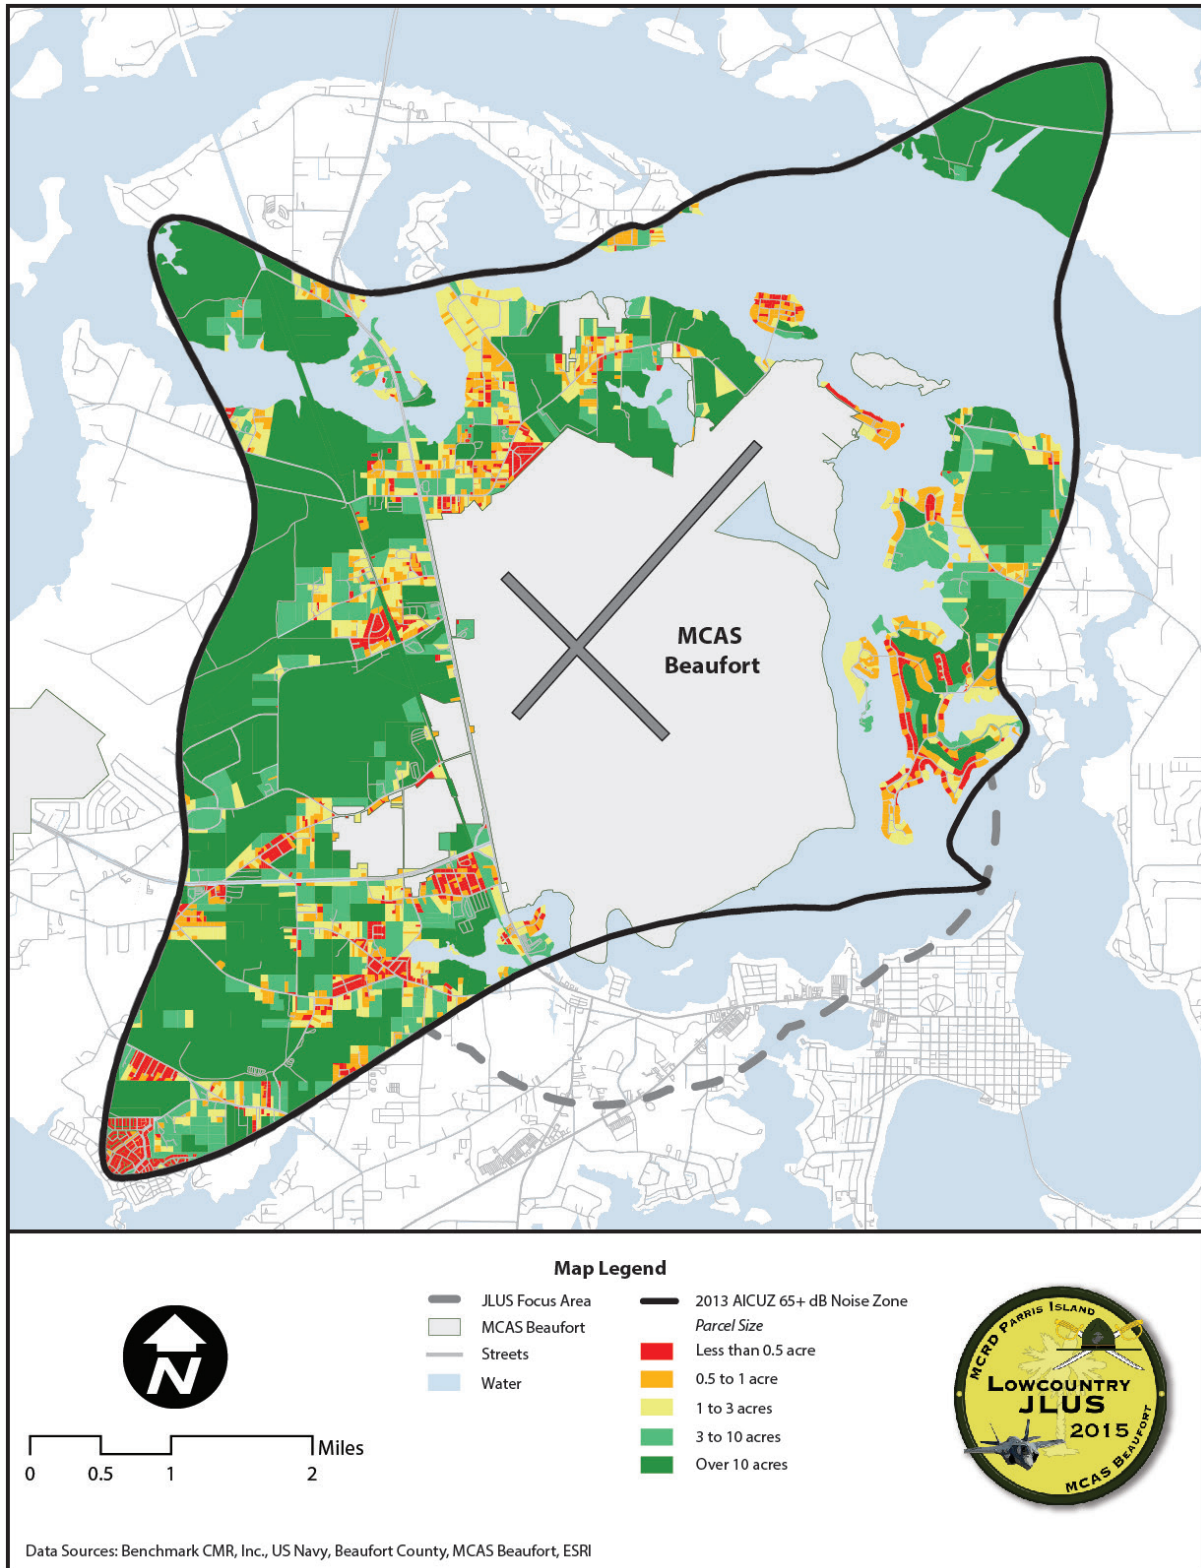 MCAS
Beaufort
Map Legend
JLUS Focus Area
MCAS Beaufort
Streets
Water
2013 AICUZ 65+ dB Noise Zone
Parcel Size
Less than 0.5 acre
0.5 to 1 acre
1 to 3 acres
3 to 10 acres
Over 10 acres
N
Miles
0 0.5 1 2
MCRD PARRIS ISLAND
LOWCOUNTRY
JLUS
2015
MCAS BEAUFORT
Data Sources: Benchmark CMR, Inc., US Navy, Beaufort County, MCAS Beaufort, ESRI